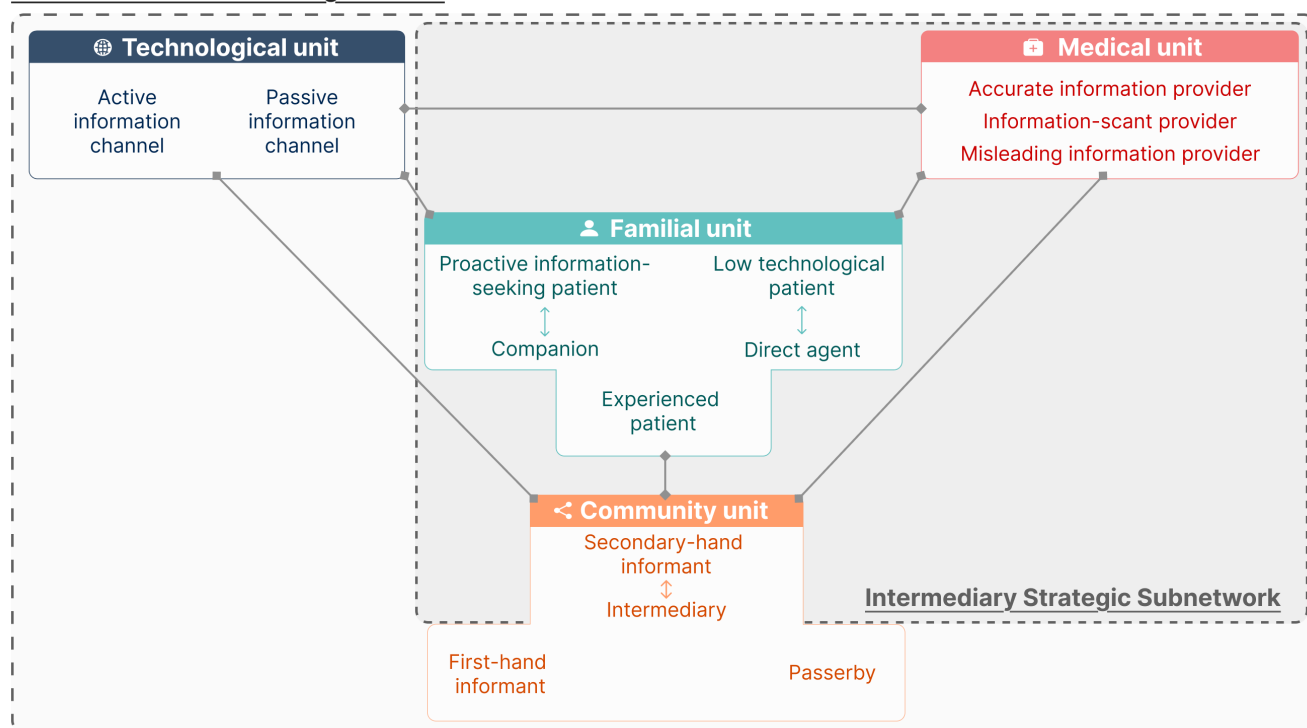 Technological unit
Active
information
channel
Passive
information
channel
Medical unit
Accurate information provider
Information-scant provider
Misleading information provider
Familial unit
Proactive information-
seeking patient
Companion
Low technological
patient
Direct agent
Experienced
patient
Community unit
Secondary-hand
informant
Intermediary
Intermediary Strategic Subnetwork
First-hand
informant
Passerby